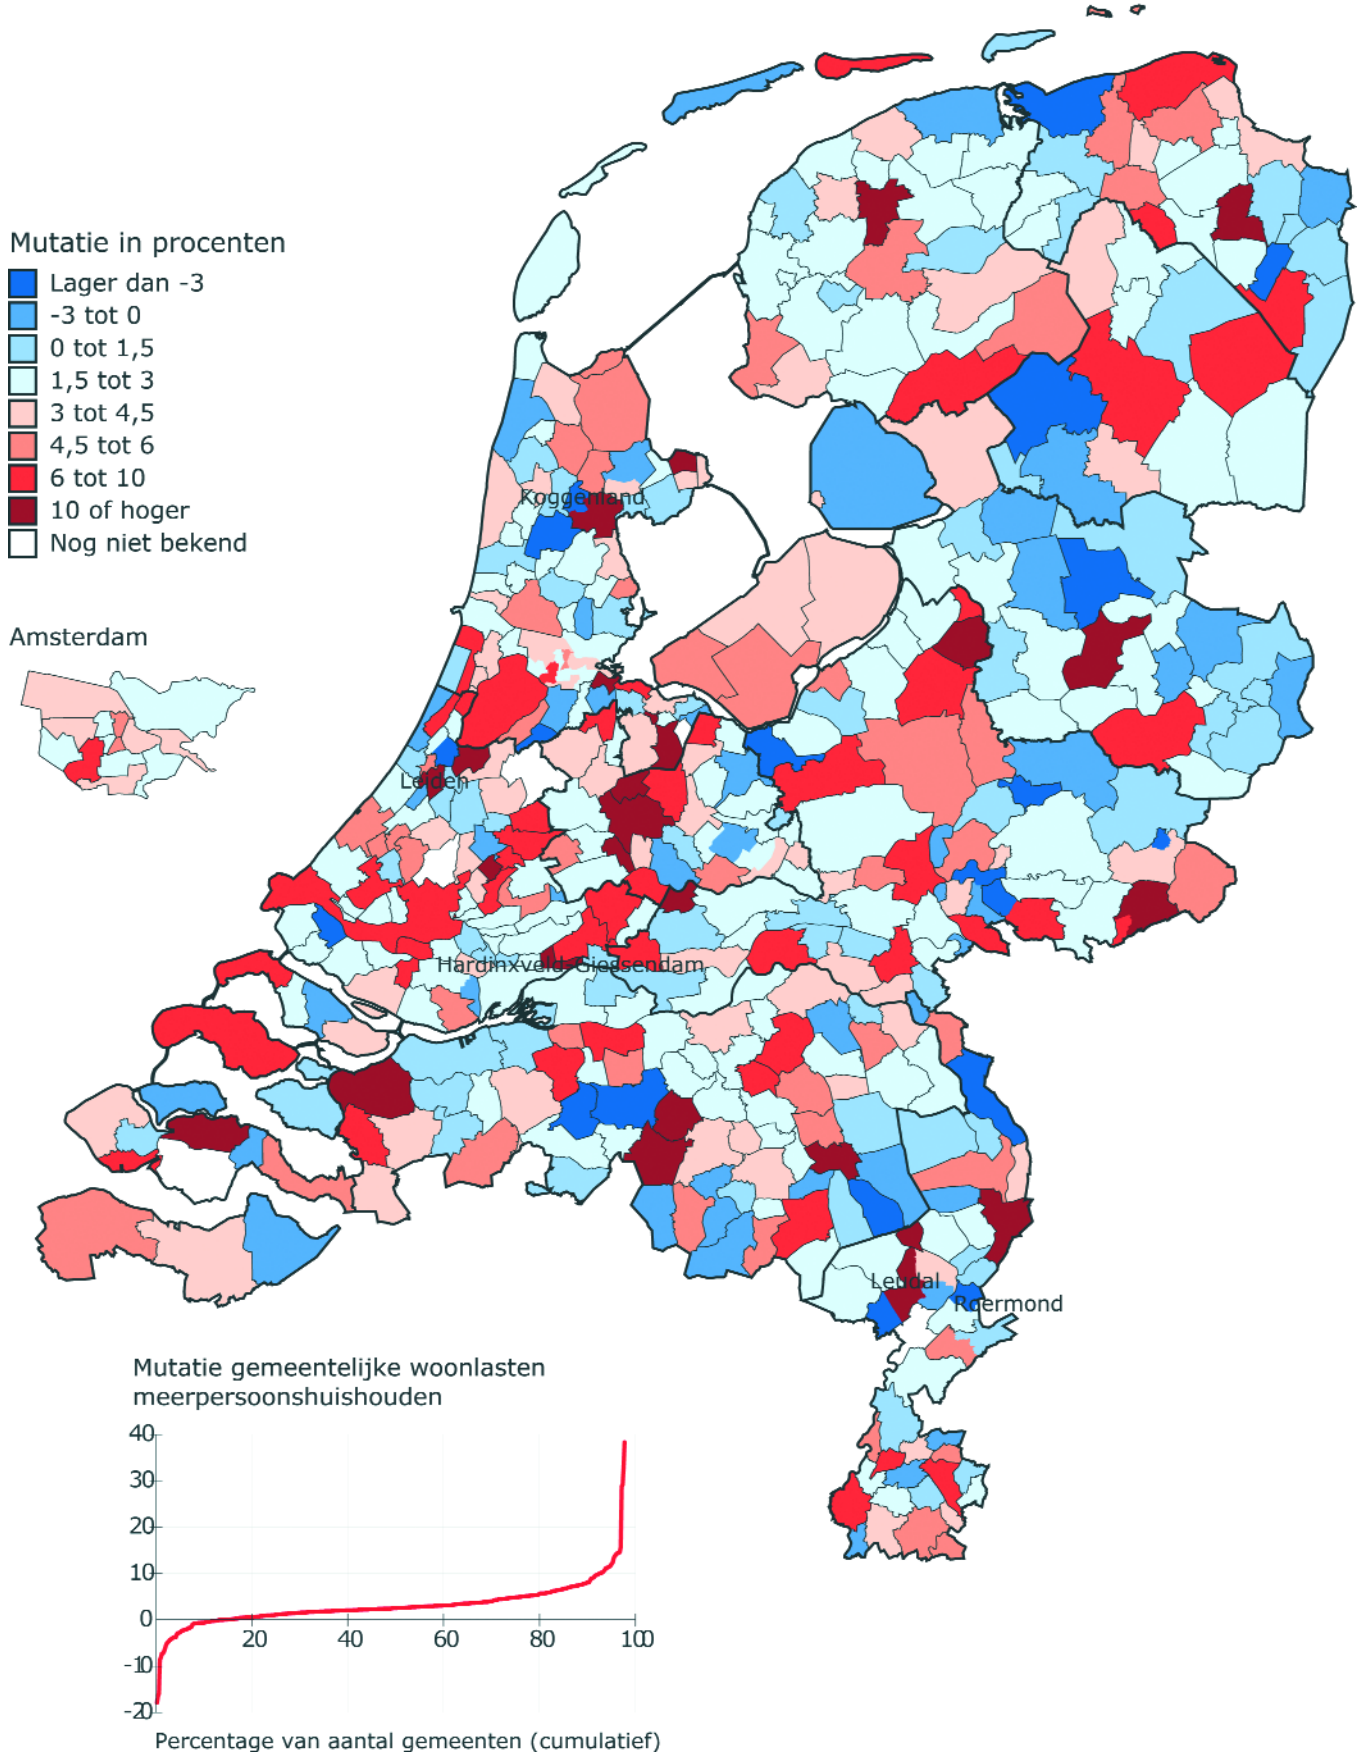 Mutatie in procenten
Lager dan -3
-3 tot 0
0 tot 1,5
1,5 tot 3
3 tot 4,5
4,5 tot 6
6 tot 10
10 of hoger
Nog niet bekend
Koggenland
Amsterdam
Leiden
Hardinxveld-Giessendam
Leudal
Roermond
Mutatie gemeentelijke woonlasten
meerpersoonshuishouden
40
30
20
10
0
-10
-20
20 40 60 80 100
Percentage van aantal gemeenten (cumulatief)